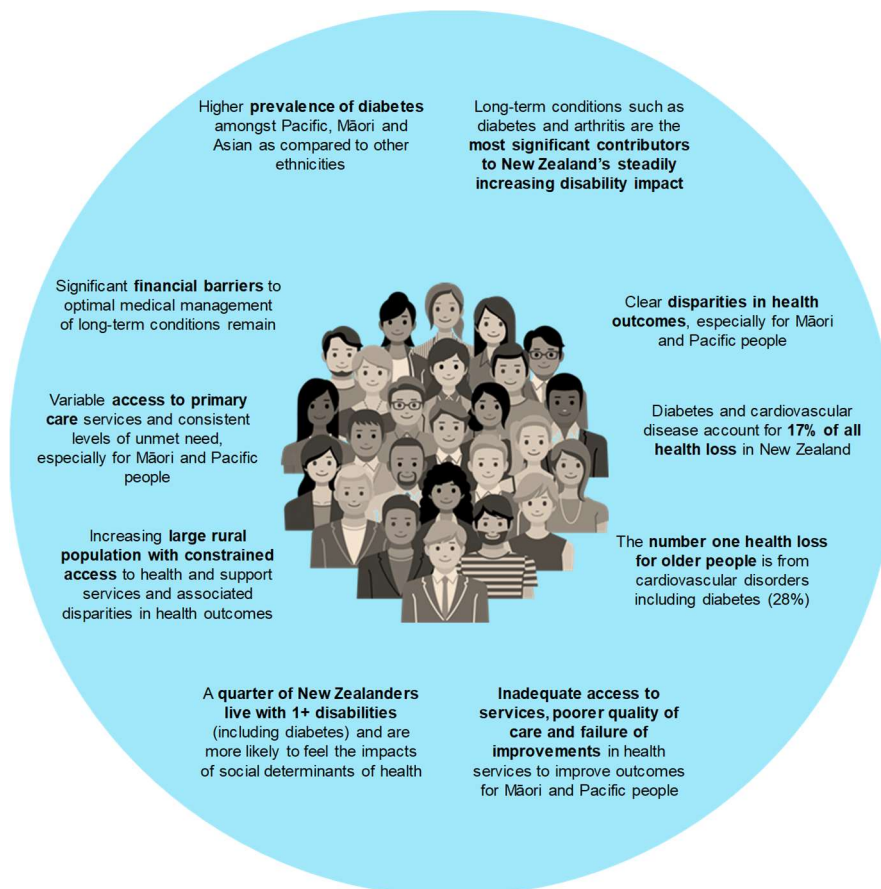 Higher prevalence of diabetes
amongst Pacific, Māori and
Asian as compared to other
ethnicities
Long-term conditions such as
diabetes and arthritis are the
most significant contributors
to New Zealand's steadily
increasing disability impact
Significant financial barriers to
optimal medical management
of long-term conditions remain
Clear disparities in health
outcomes, especially for Māori
and Pacific people
Variable access to primary
care services and consistent
levels of unmet need,
especially for Māori and Pacific
people
Diabetes and cardiovascular
disease account for 17% of all
health loss in New Zealand
Increasing large rural
population with constrained
access to health and support
services and associated
disparities in health outcomes
The number one health loss
for older people is from
cardiovascular disorders
including diabetes (28%)
A quarter of New Zealanders
live with 1+ disabilities
(including diabetes) and are
more likely to feel the impacts
of social determinants of health
Inadequate access to
services, poorer quality of
care and failure of
improvements in health
services to improve outcomes
for Māori and Pacific people